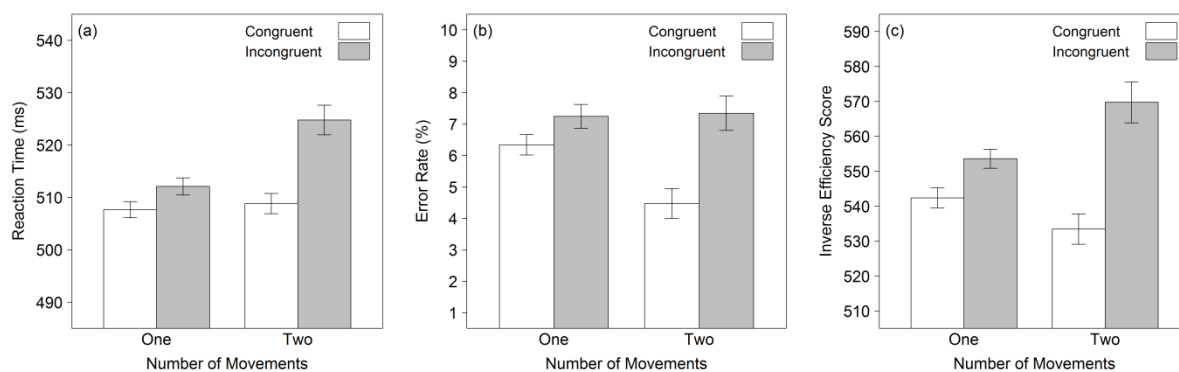 (a)
Congruent
Incongruent
Reaction Time (ms)
540
530
520
510
500
490
One Two
Number of Movements
(b)
Congruent
Incongruent
Error Rate (%)
10
9
8
7
6
5
4
3
2
1
One Two
Number of Movements
(c)
Congruent
Incongruent
Inverse Efficiency Score
590
580
570
560
550
540
530
520
510
One Two
Number of Movements